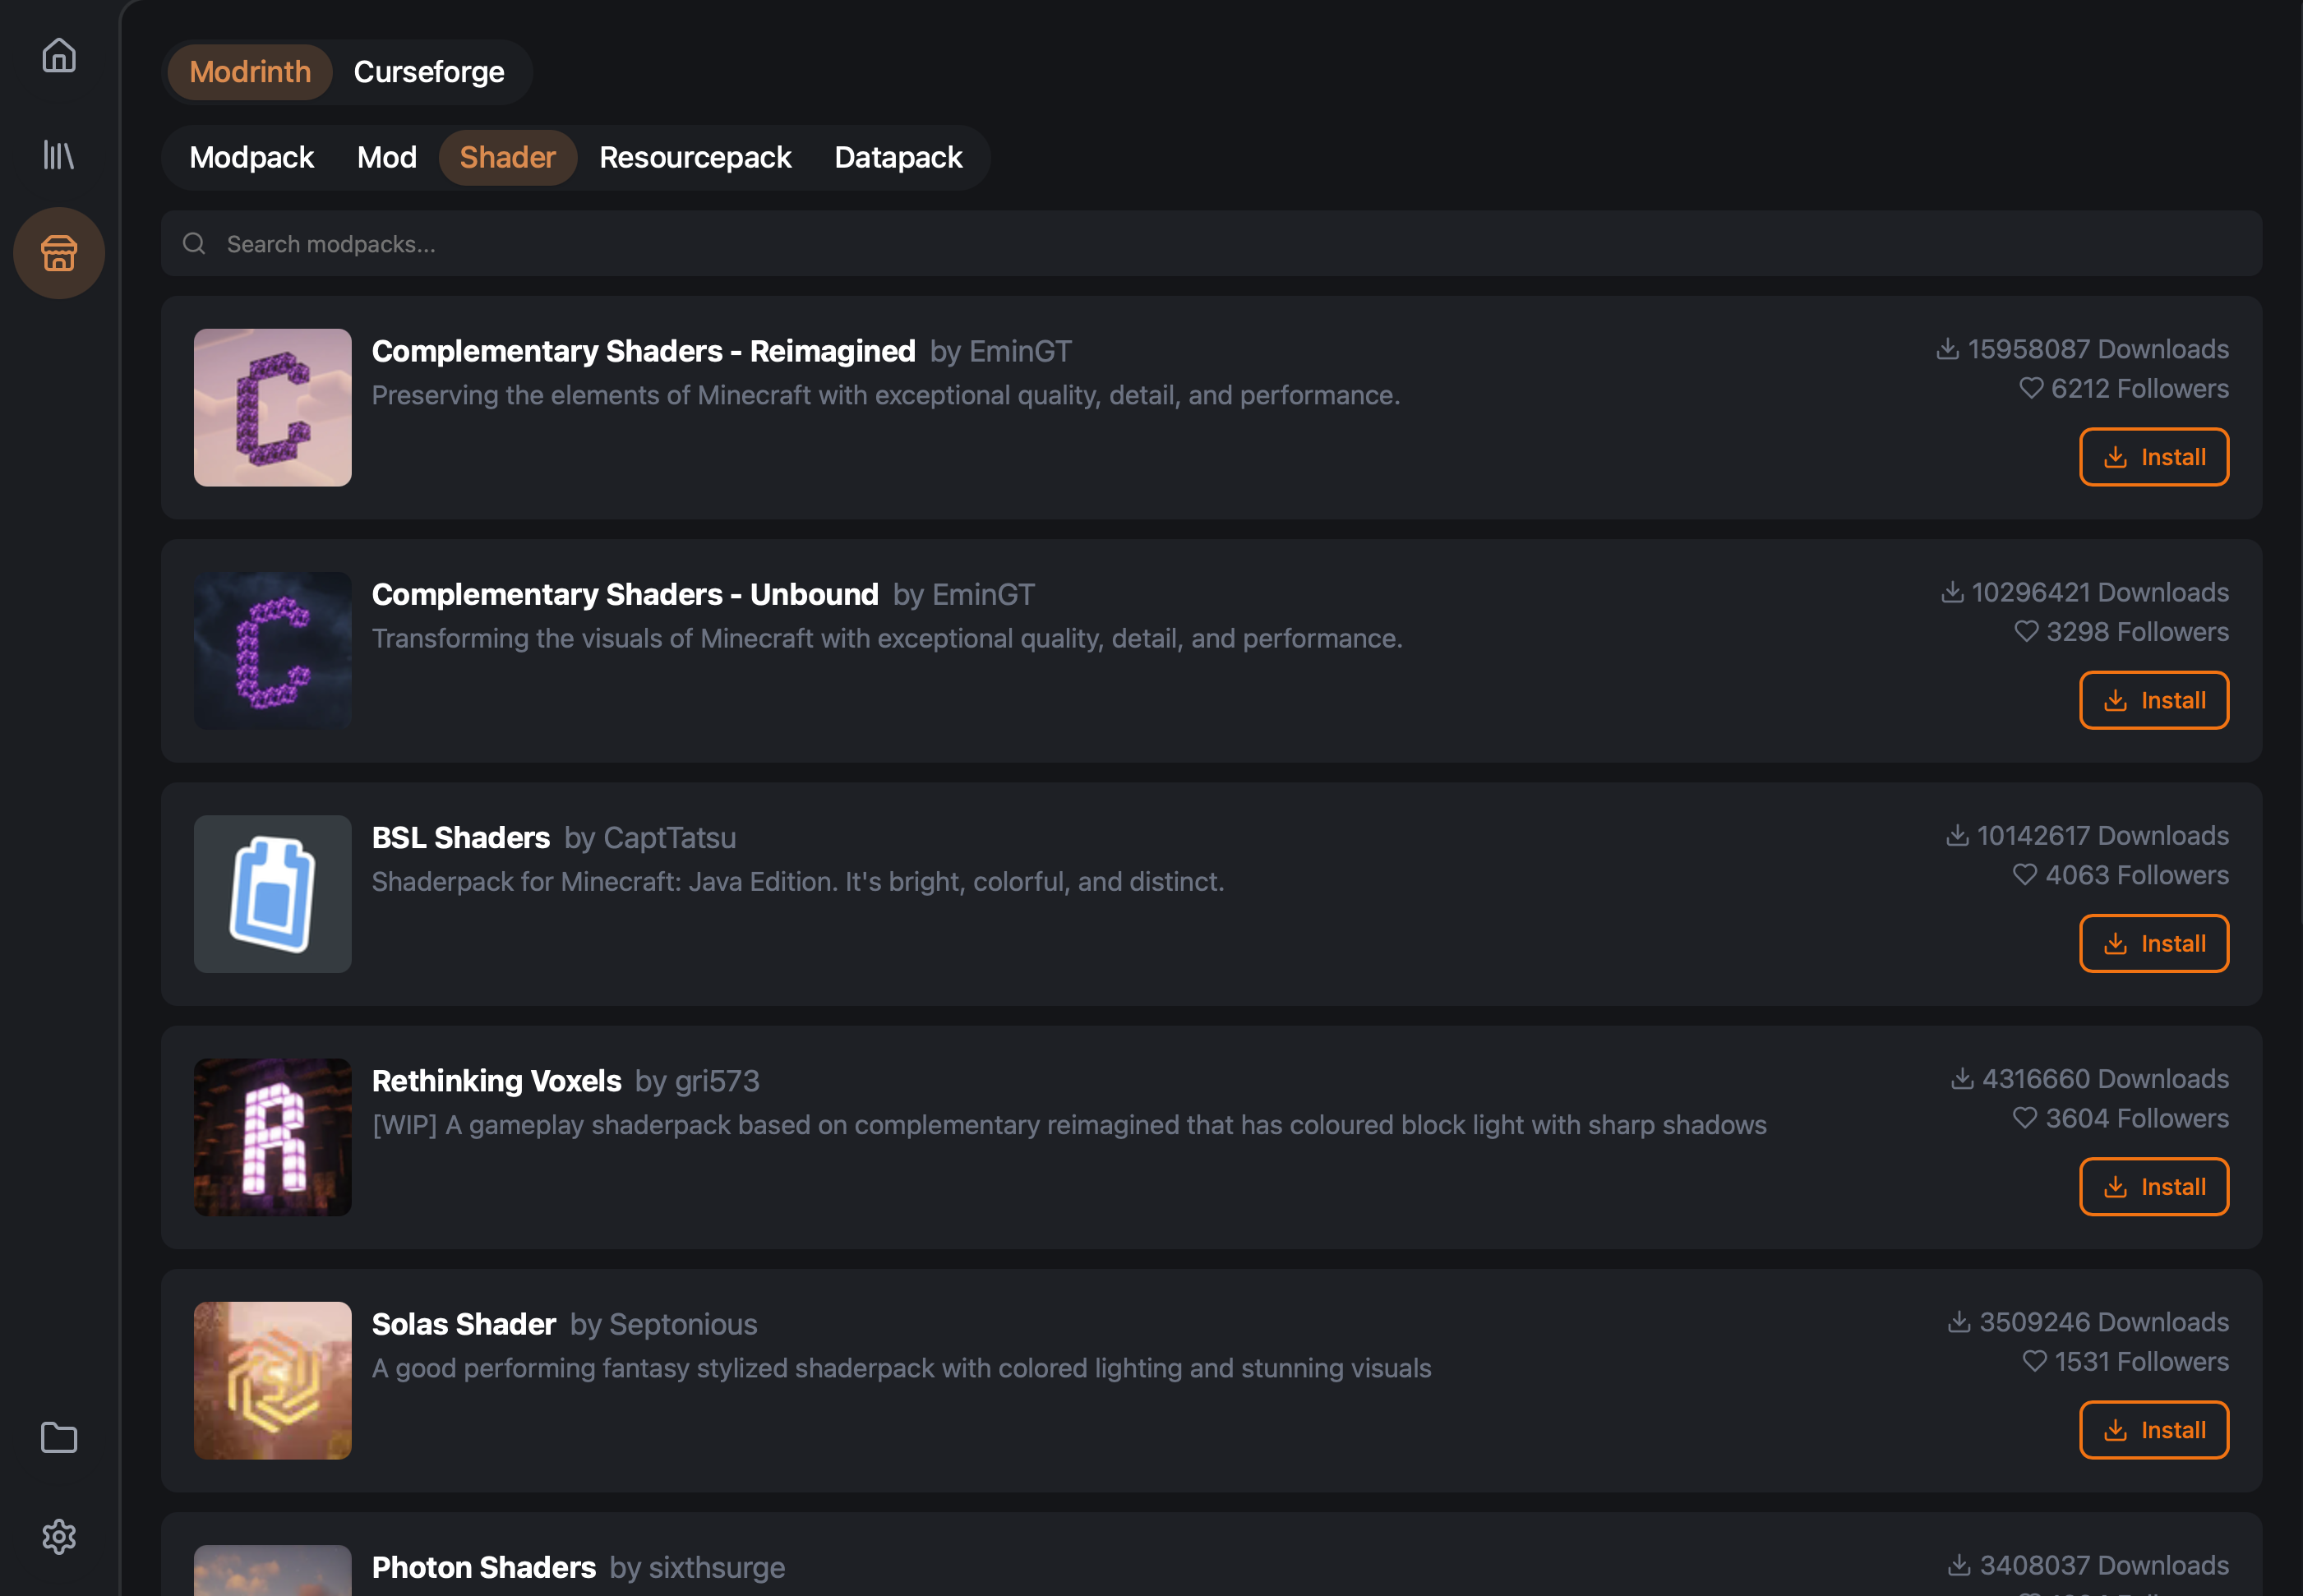 Modrinth Curseforge
Modpack Mod Shader Resourcepack Datapack
Search modpacks...
Complementary Shaders - Reimagined by EminGT
Preserving the elements of Minecraft with exceptional quality, detail, and performance.
15958087 Downloads
6212 Followers
Install
Complementary Shaders - Unbound by EminGT
Transforming the visuals of Minecraft with exceptional quality, detail, and performance.
10296421 Downloads
3298 Followers
Install
BSL Shaders by CaptTatsu
Shaderpack for Minecraft: Java Edition. It's bright, colorful, and distinct.
10142617 Downloads
4063 Followers
Install
Rethinking Voxels by gri573
[WIP] A gameplay shaderpack based on complementary reimagined that has coloured block light with sharp shadows
4316660 Downloads
3604 Followers
Install
Solas Shader by Septonious
A good performing fantasy stylized shaderpack with colored lighting and stunning visuals
3509246 Downloads
1531 Followers
Install
Photon Shaders by sixthsurge
3408037 Downloads